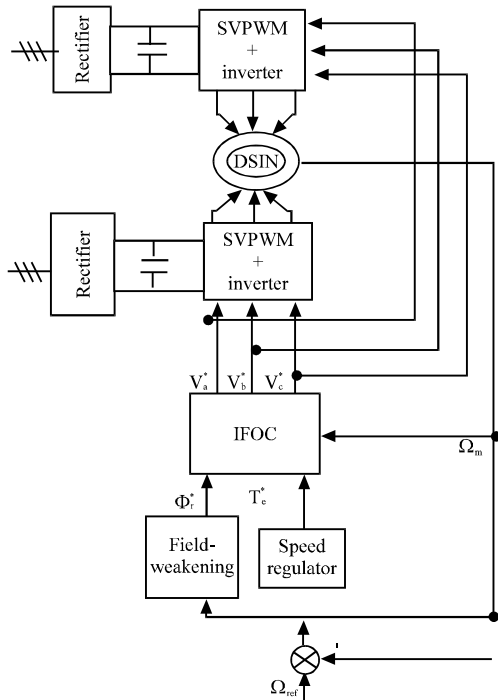 Rectifier
SVPWM
+
inverter
DSIN
Rectifier
SVPWM
+
inverter
V*a V*b V*c
IFOC
Ωm
Φ*r T*e
Field-
weakening
Speed
regulator
'
Ωref